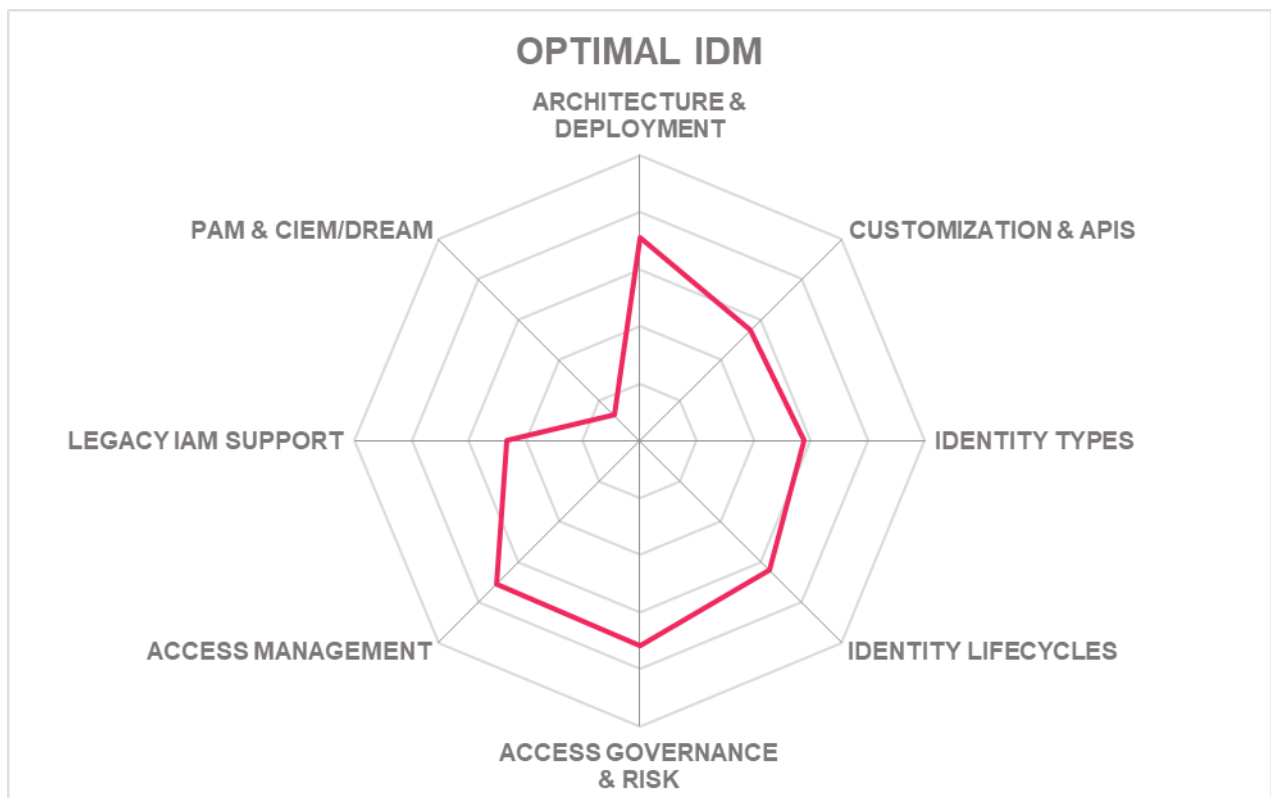 OPTIMAL IDM
ARCHITECTURE &
DEPLOYMENT
PAM & CIEM/DREAM
CUSTOMIZATION & APIS
LEGACY IAM SUPPORT
IDENTITY TYPES
ACCESS MANAGEMENT
IDENTITY LIFECYCLES
ACCESS GOVERNANCE
& RISK